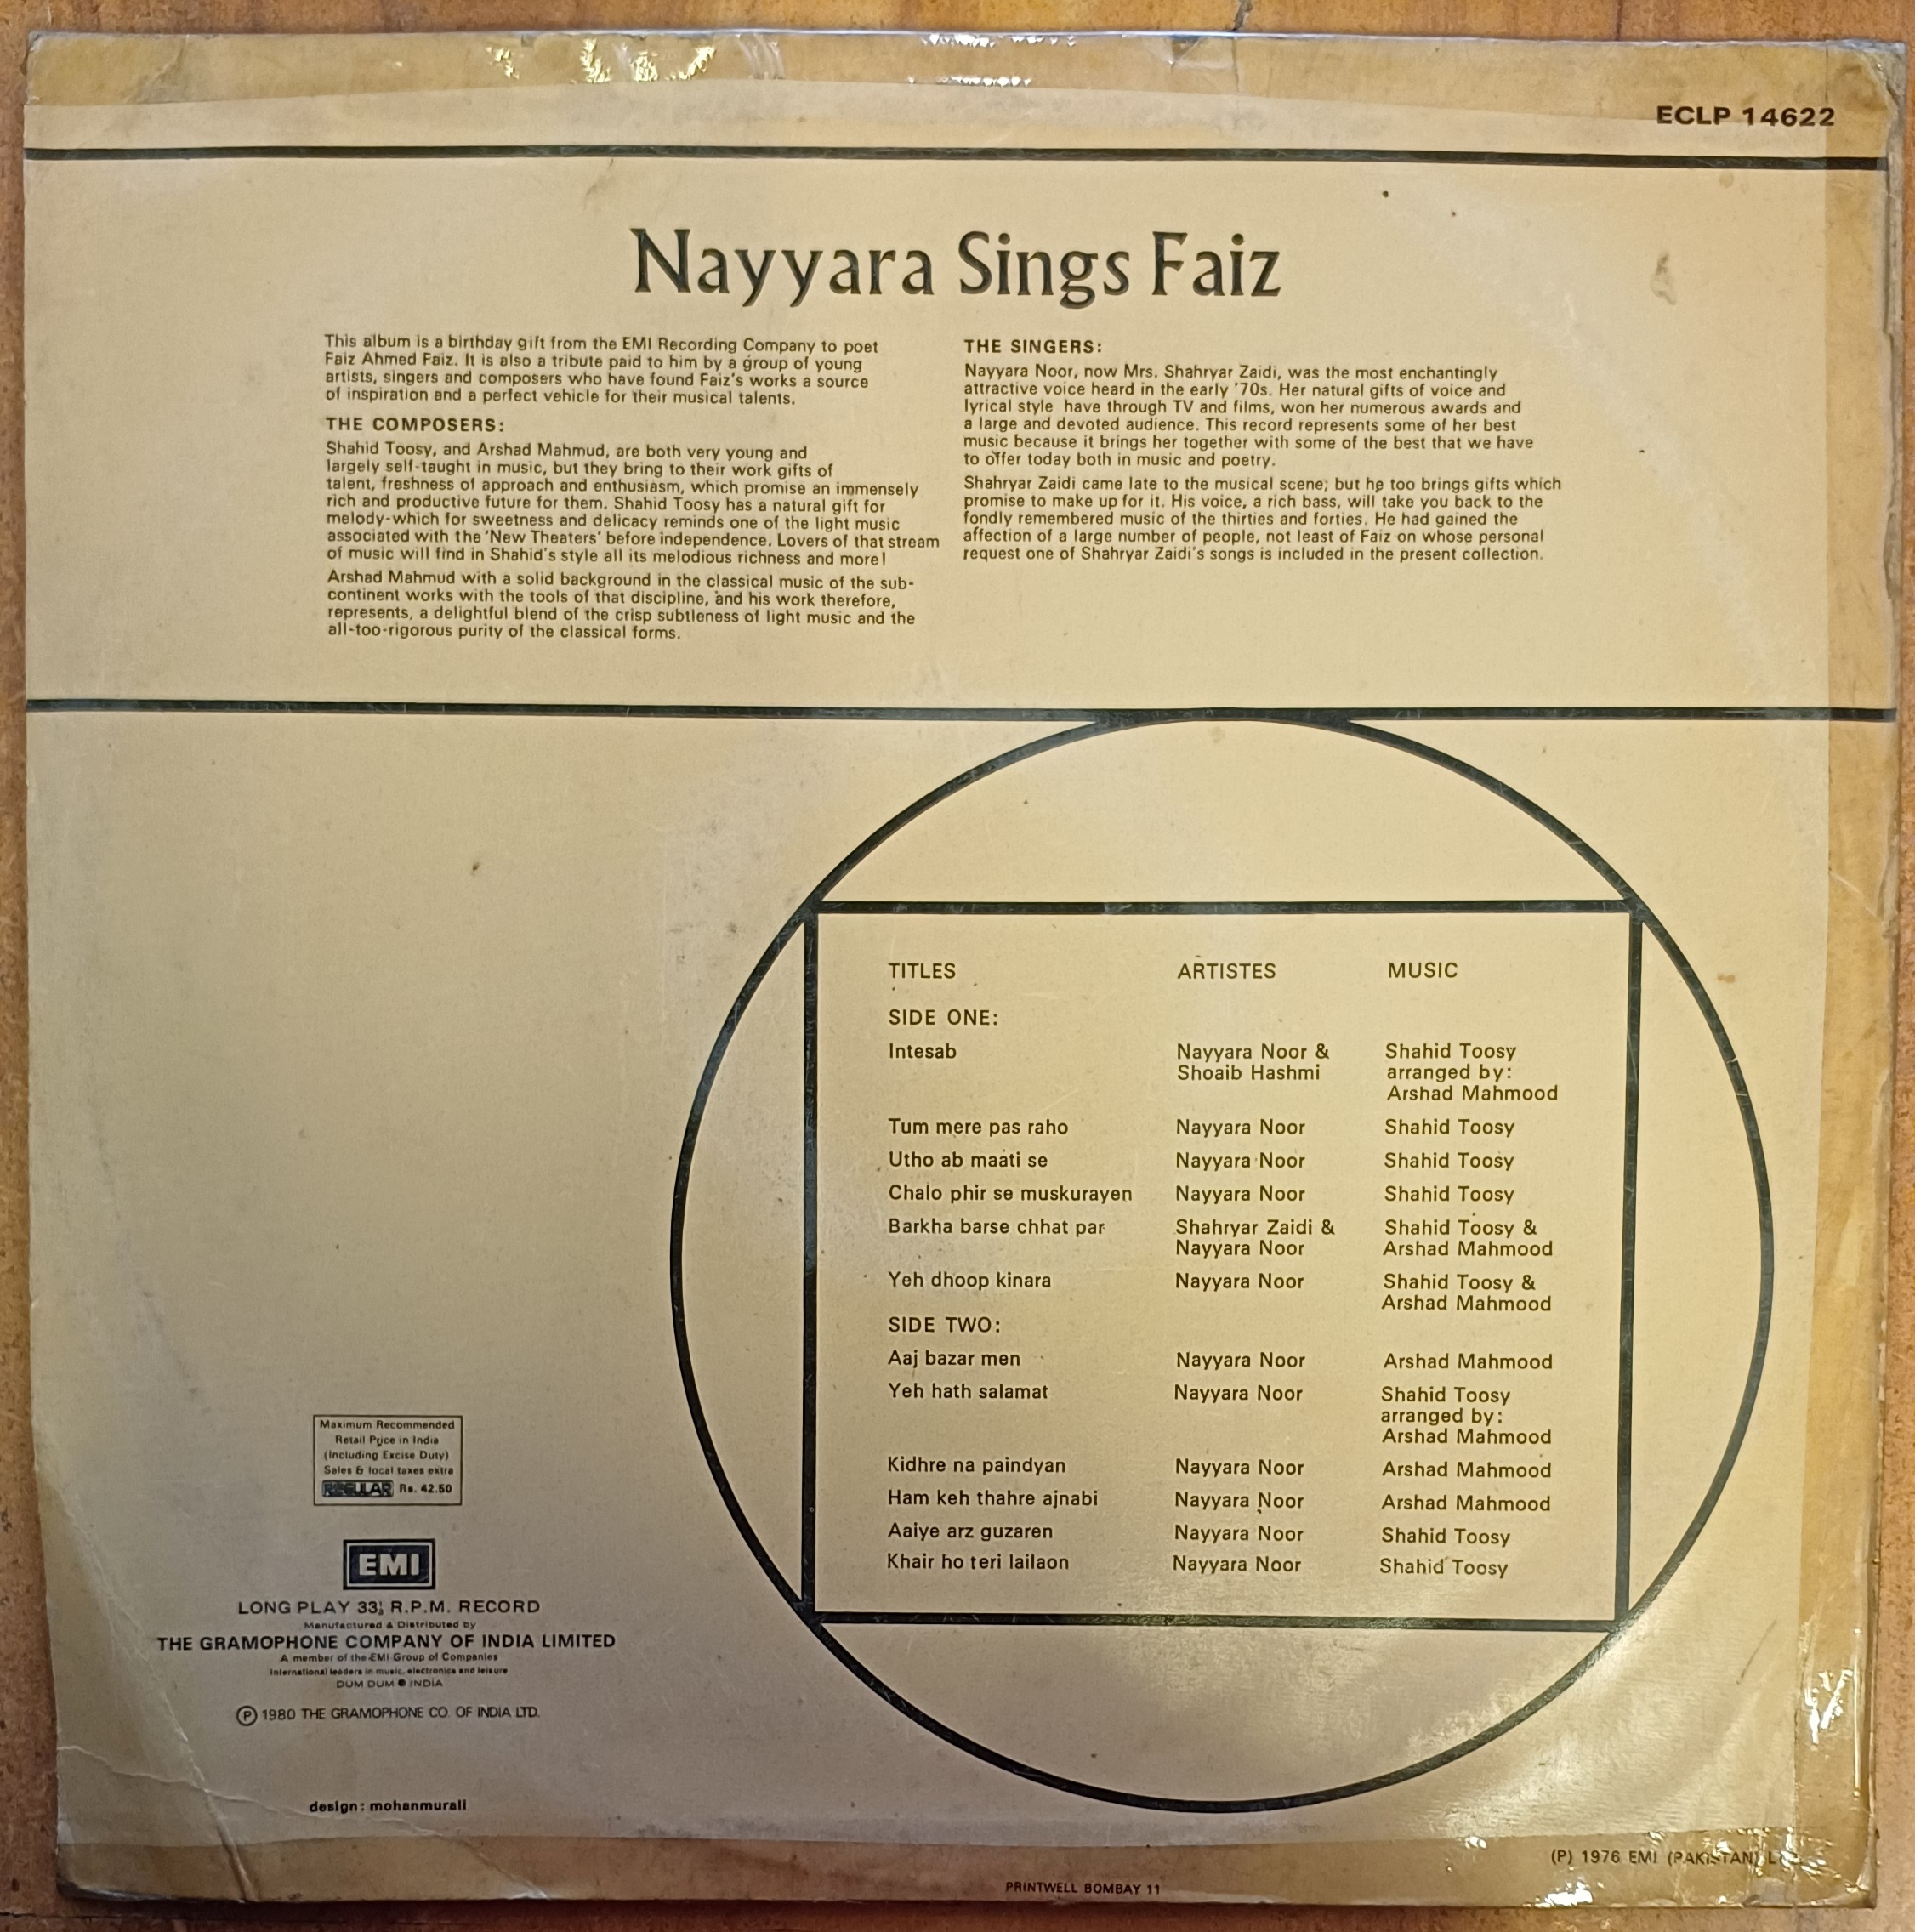 ECLP 14622
Nayyara Sings Faiz
This album is a birthday gift from the EMI Recording Company to poet
Faiz Ahmed Faiz. It is also a tribute paid to him by a group of young
artists, singers and composers who have found Faiz's works a source
of inspiration and a perfect vehicle for their musical talents.
THE COMPOSERS:
Shahid Toosy, and Arshad Mahmud, are both very young and
largely self-taught in music, but they bring to their work gifts of
talent, freshness of approach and enthusiasm, which promise an immensely
rich and productive future for them. Shahid Toosy has a natural gift for
melody-which for sweetness and delicacy reminds one of the light music
associated with the 'New Theaters' before independence. Lovers of that stream
of music will find in Shahid's style all its melodious richness and more!
Arshad Mahmud with a solid background in the classical music of the sub-
continent works with the tools of that discipline, and his work therefore,
represents, a delightful blend of the crisp subtleness of light music and the
all-too-rigorous purity of the classical forms.
THE SINGERS:
Nayyara Noor, now Mrs. Shahryar Zaidi, was the most enchantingly
attractive voice heard in the early '70s. Her natural gifts of voice and
lyrical style have through TV and films, won her numerous awards and
a large and devoted audience. This record represents some of her best
music because it brings her together with some of the best that we have
to offer today both in music and poetry.
Shahryar Zaidi came late to the musical scene; but he too brings gifts which
promise to make up for it. His voice, a rich bass, will take you back to the
fondly remembered music of the thirties and forties. He had gained the
affection of a large number of people, not least of Faiz on whose personal
request one of Shahryar Zaidi's songs is included in the present collection.
TITLES ARTISTES MUSIC
SIDE ONE:
Intesab Nayyara Noor & Shahid Toosy
Shoaib Hashmi arranged by:
Arshad Mahmood
Tum mere pas raho Nayyara Noor Shahid Toosy
Utho ab maati se Nayyara Noor Shahid Toosy
Chalo phir se muskurayen Nayyara Noor Shahid Toosy
Barkha barse chhat par Shahryar Zaidi & Shahid Toosy &
Nayyara Noor Arshad Mahmood
Yeh dhoop kinara Nayyara Noor Shahid Toosy &
Arshad Mahmood
SIDE TWO:
Aaj bazar men Nayyara Noor Arshad Mahmood
Yeh hath salamat Nayyara Noor Shahid Toosy
arranged by:
Arshad Mahmood
Kidhre na paindyan Nayyara Noor Arshad Mahmood
Ham keh thahre ajnabi Nayyara Noor Arshad Mahmood
Aaiye arz guzaren Nayyara Noor Shahid Toosy
Khair ho teri lailaon Nayyara Noor Shahid Toosy
Maximum Recommended
Retail Price in India
(Including Excise Duty)
Sales & local taxes extra
REGULAR Rs. 42.50
EMI
LONG PLAY 33⅓ R.P.M. RECORD
Manufactured & Distributed by
THE GRAMOPHONE COMPANY OF INDIA LIMITED
A member of the EMI Group of Companies
International leaders in music, electronics and leisure
DUM DUM ● INDIA
Ⓟ 1980 THE GRAMOPHONE CO. OF INDIA LTD.
design: mohanmurali
(P) 1976 EMI (PAKISTAN)
PRINTWELL BOMBAY 11